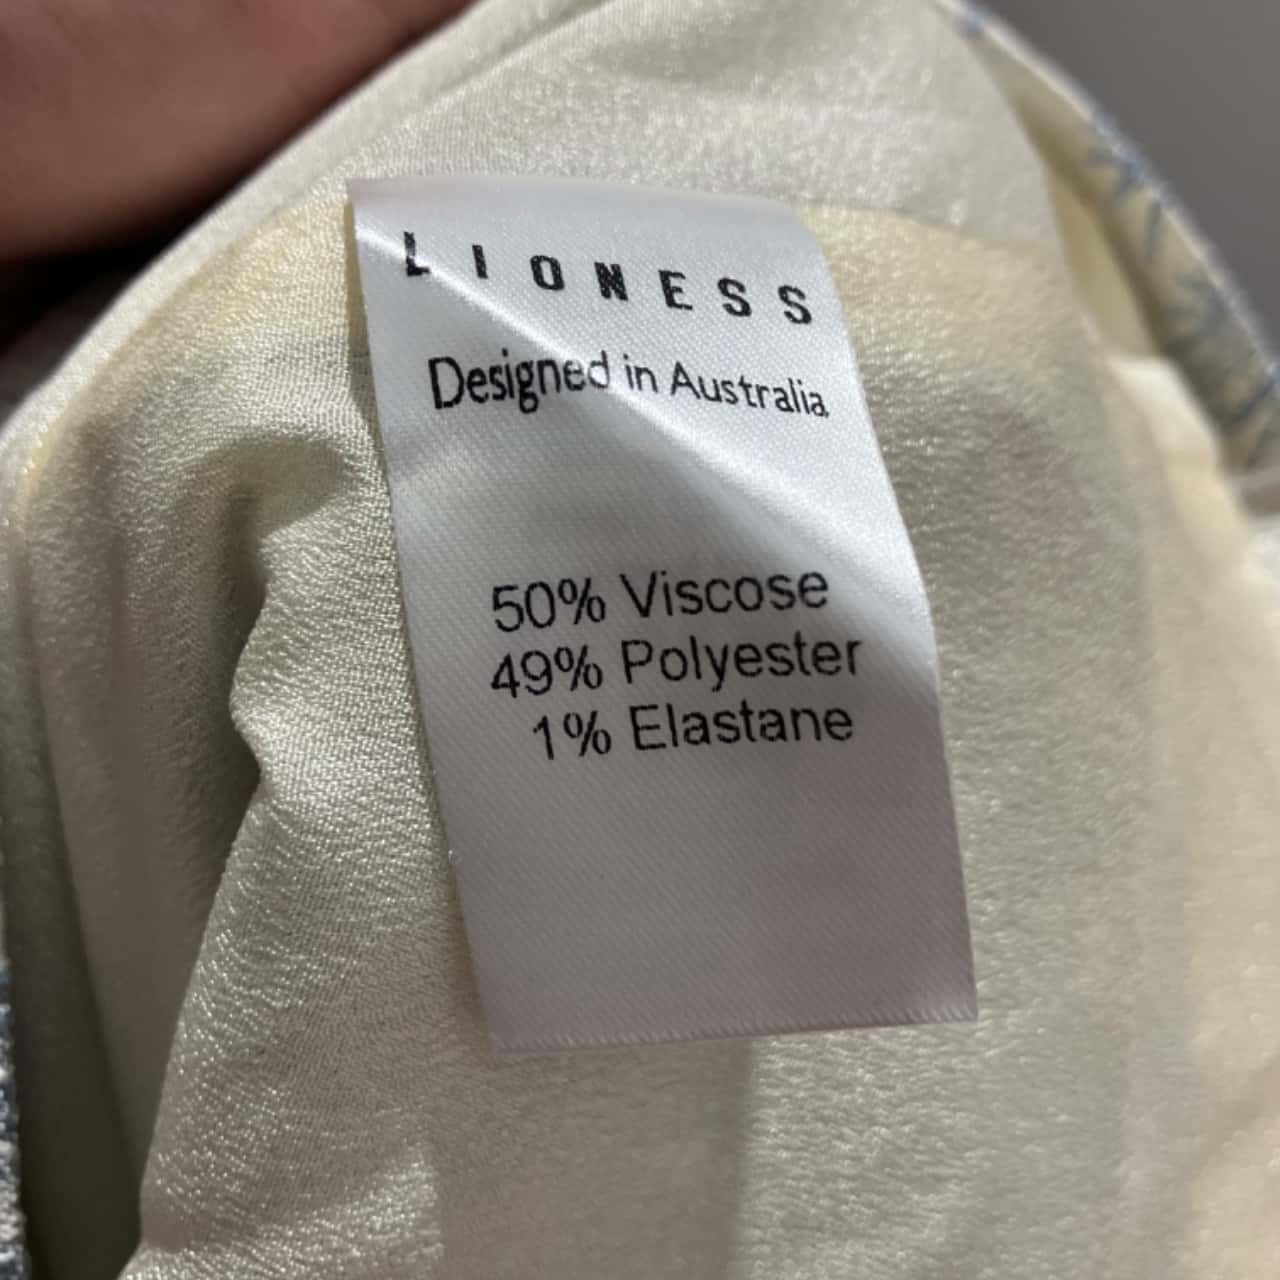 LIONESS
Designed in Australia
50% Viscose
49% Polyester
1% Elastane